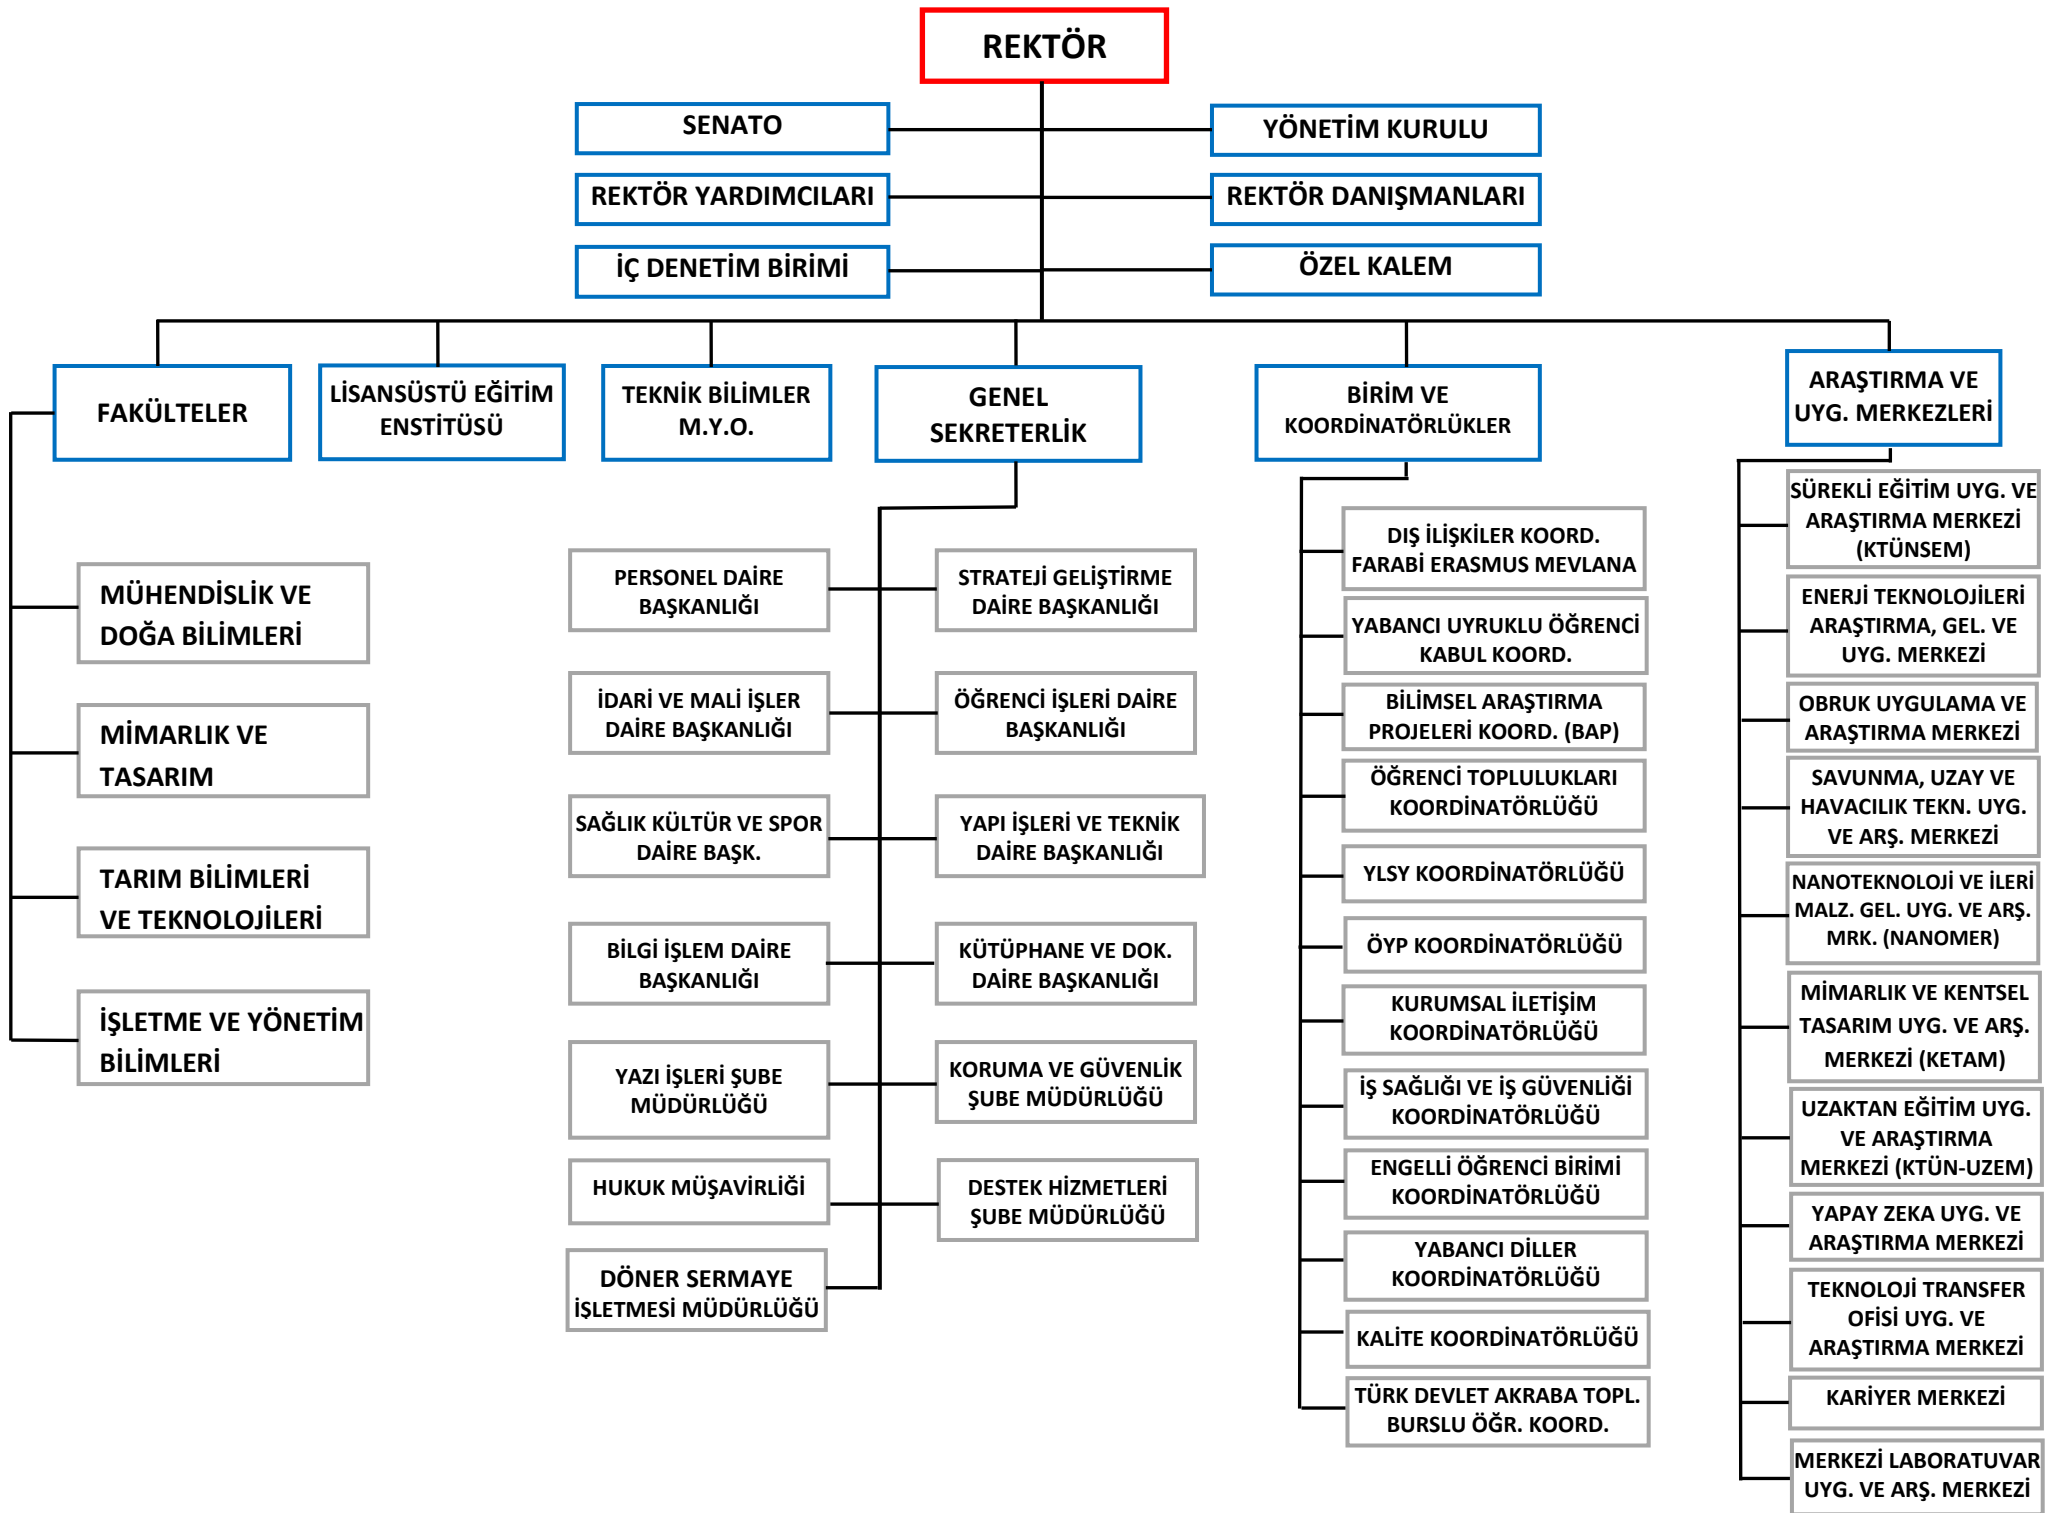 REKTÖR
SENATO
YÖNETİM KURULU
REKTÖR YARDIMCILARI
REKTÖR DANIŞMANLARI
İÇ DENETİM BİRİMİ
ÖZEL KALEM
FAKÜLTELER
LİSANSÜSTÜ EĞİTİM
ENSTİTÜSÜ
TEKNİK BİLİMLER
M.Y.O.
GENEL
SEKRETERLİK
BİRİM VE
KOORDİNATÖRLÜKLER
ARAŞTIRMA VE
UYG. MERKEZLERİ
MÜHENDİSLİK VE
DOĞA BİLİMLERİ
MİMARLIK VE
TASARIM
TARIM BİLİMLERİ
VE TEKNOLOJİLERİ
İŞLETME VE YÖNETİM
BİLİMLERİ
PERSONEL DAİRE
BAŞKANLIĞI
STRATEJİ GELİŞTİRME
DAİRE BAŞKANLIĞI
İDARİ VE MALİ İŞLER
DAİRE BAŞKANLIĞI
ÖĞRENCİ İŞLERİ DAİRE
BAŞKANLIĞI
SAĞLIK KÜLTÜR VE SPOR
DAİRE BAŞK.
YAPI İŞLERİ VE TEKNİK
DAİRE BAŞKANLIĞI
BİLGİ İŞLEM DAİRE
BAŞKANLIĞI
KÜTÜPHANE VE DOK.
DAİRE BAŞKANLIĞI
YAZI İŞLERİ ŞUBE
MÜDÜRLÜĞÜ
KORUMA VE GÜVENLİK
ŞUBE MÜDÜRLÜĞÜ
HUKUK MÜŞAVİRLİĞİ
DESTEK HİZMETLERİ
ŞUBE MÜDÜRLÜĞÜ
DÖNER SERMAYE
İŞLETMESİ MÜDÜRLÜĞÜ
DIŞ İLİŞKİLER KOORD.
FARABİ ERASMUS MEVLANA
YABANCI UYRUKLU ÖĞRENCİ
KABUL KOORD.
BİLİMSEL ARAŞTIRMA
PROJELERİ KOORD. (BAP)
ÖĞRENCİ TOPLULUKLARI
KOORDİNATÖRLÜĞÜ
YLSY KOORDİNATÖRLÜĞÜ
ÖYP KOORDİNATÖRLÜĞÜ
KURUMSAL İLETİŞİM
KOORDİNATÖRLÜĞÜ
İŞ SAĞLIĞI VE İŞ GÜVENLİĞİ
KOORDİNATÖRLÜĞÜ
ENGELLİ ÖĞRENCİ BİRİMİ
KOORDİNATÖRLÜĞÜ
YABANCI DİLLER
KOORDİNATÖRLÜĞÜ
KALİTE KOORDİNATÖRLÜĞÜ
TÜRK DEVLET AKRABA TOPL.
BURSLU ÖĞR. KOORD.
SÜREKLİ EĞİTİM UYG. VE
ARAŞTIRMA MERKEZİ
(KTÜNSEM)
ENERJİ TEKNOLOJİLERİ
ARAŞTIRMA, GEL. VE
UYG. MERKEZİ
OBRUK UYGULAMA VE
ARAŞTIRMA MERKEZİ
SAVUNMA, UZAY VE
HAVACILIK TEKN. UYG.
VE ARŞ. MERKEZİ
NANOTEKNOLOJİ VE İLERİ
MALZ. GEL. UYG. VE ARŞ.
MRK. (NANOMER)
MİMARLIK VE KENTSEL
TASARIM UYG. VE ARŞ.
MERKEZİ (KETAM)
UZAKTAN EĞİTİM UYG.
VE ARAŞTIRMA
MERKEZİ (KTÜN-UZEM)
YAPAY ZEKA UYG. VE
ARAŞTIRMA MERKEZİ
TEKNOLOJİ TRANSFER
OFİSİ UYG. VE
ARAŞTIRMA MERKEZİ
KARİYER MERKEZİ
MERKEZİ LABORATUVAR
UYG. VE ARŞ. MERKEZİ